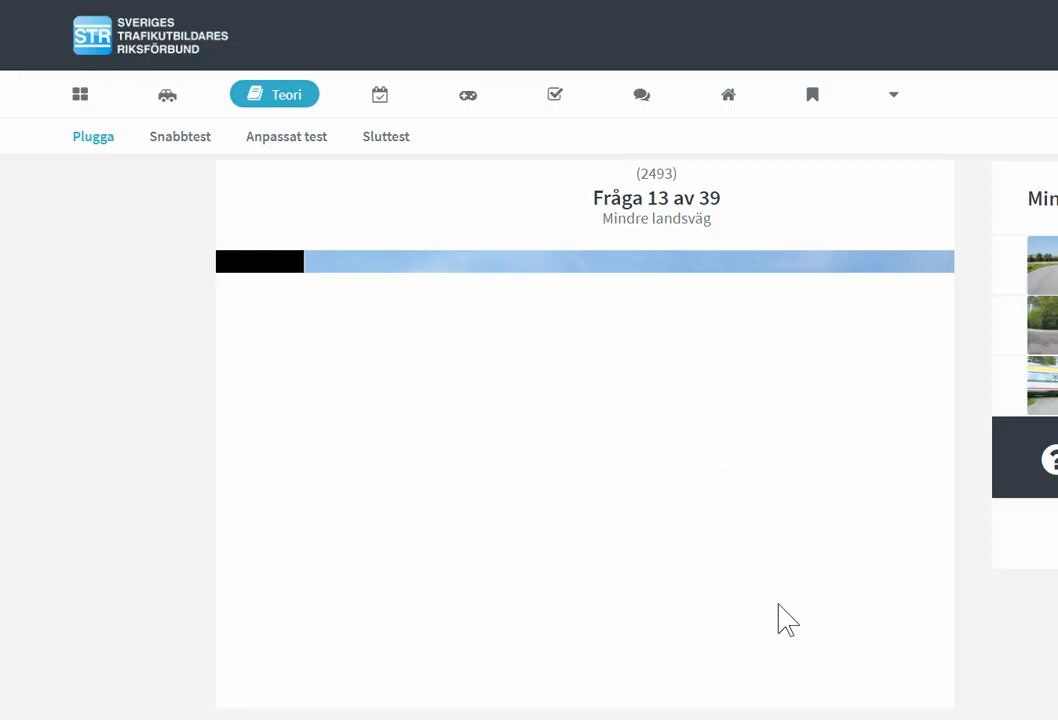 STR
SVERIGES
TRAFIKUTBILDARES
RIKSFÖRBUND
Teori
Plugga
Snabbtest
Anpassat test
Sluttest
(2493)
Fråga 13 av 39
Mindre landsväg
Min
?